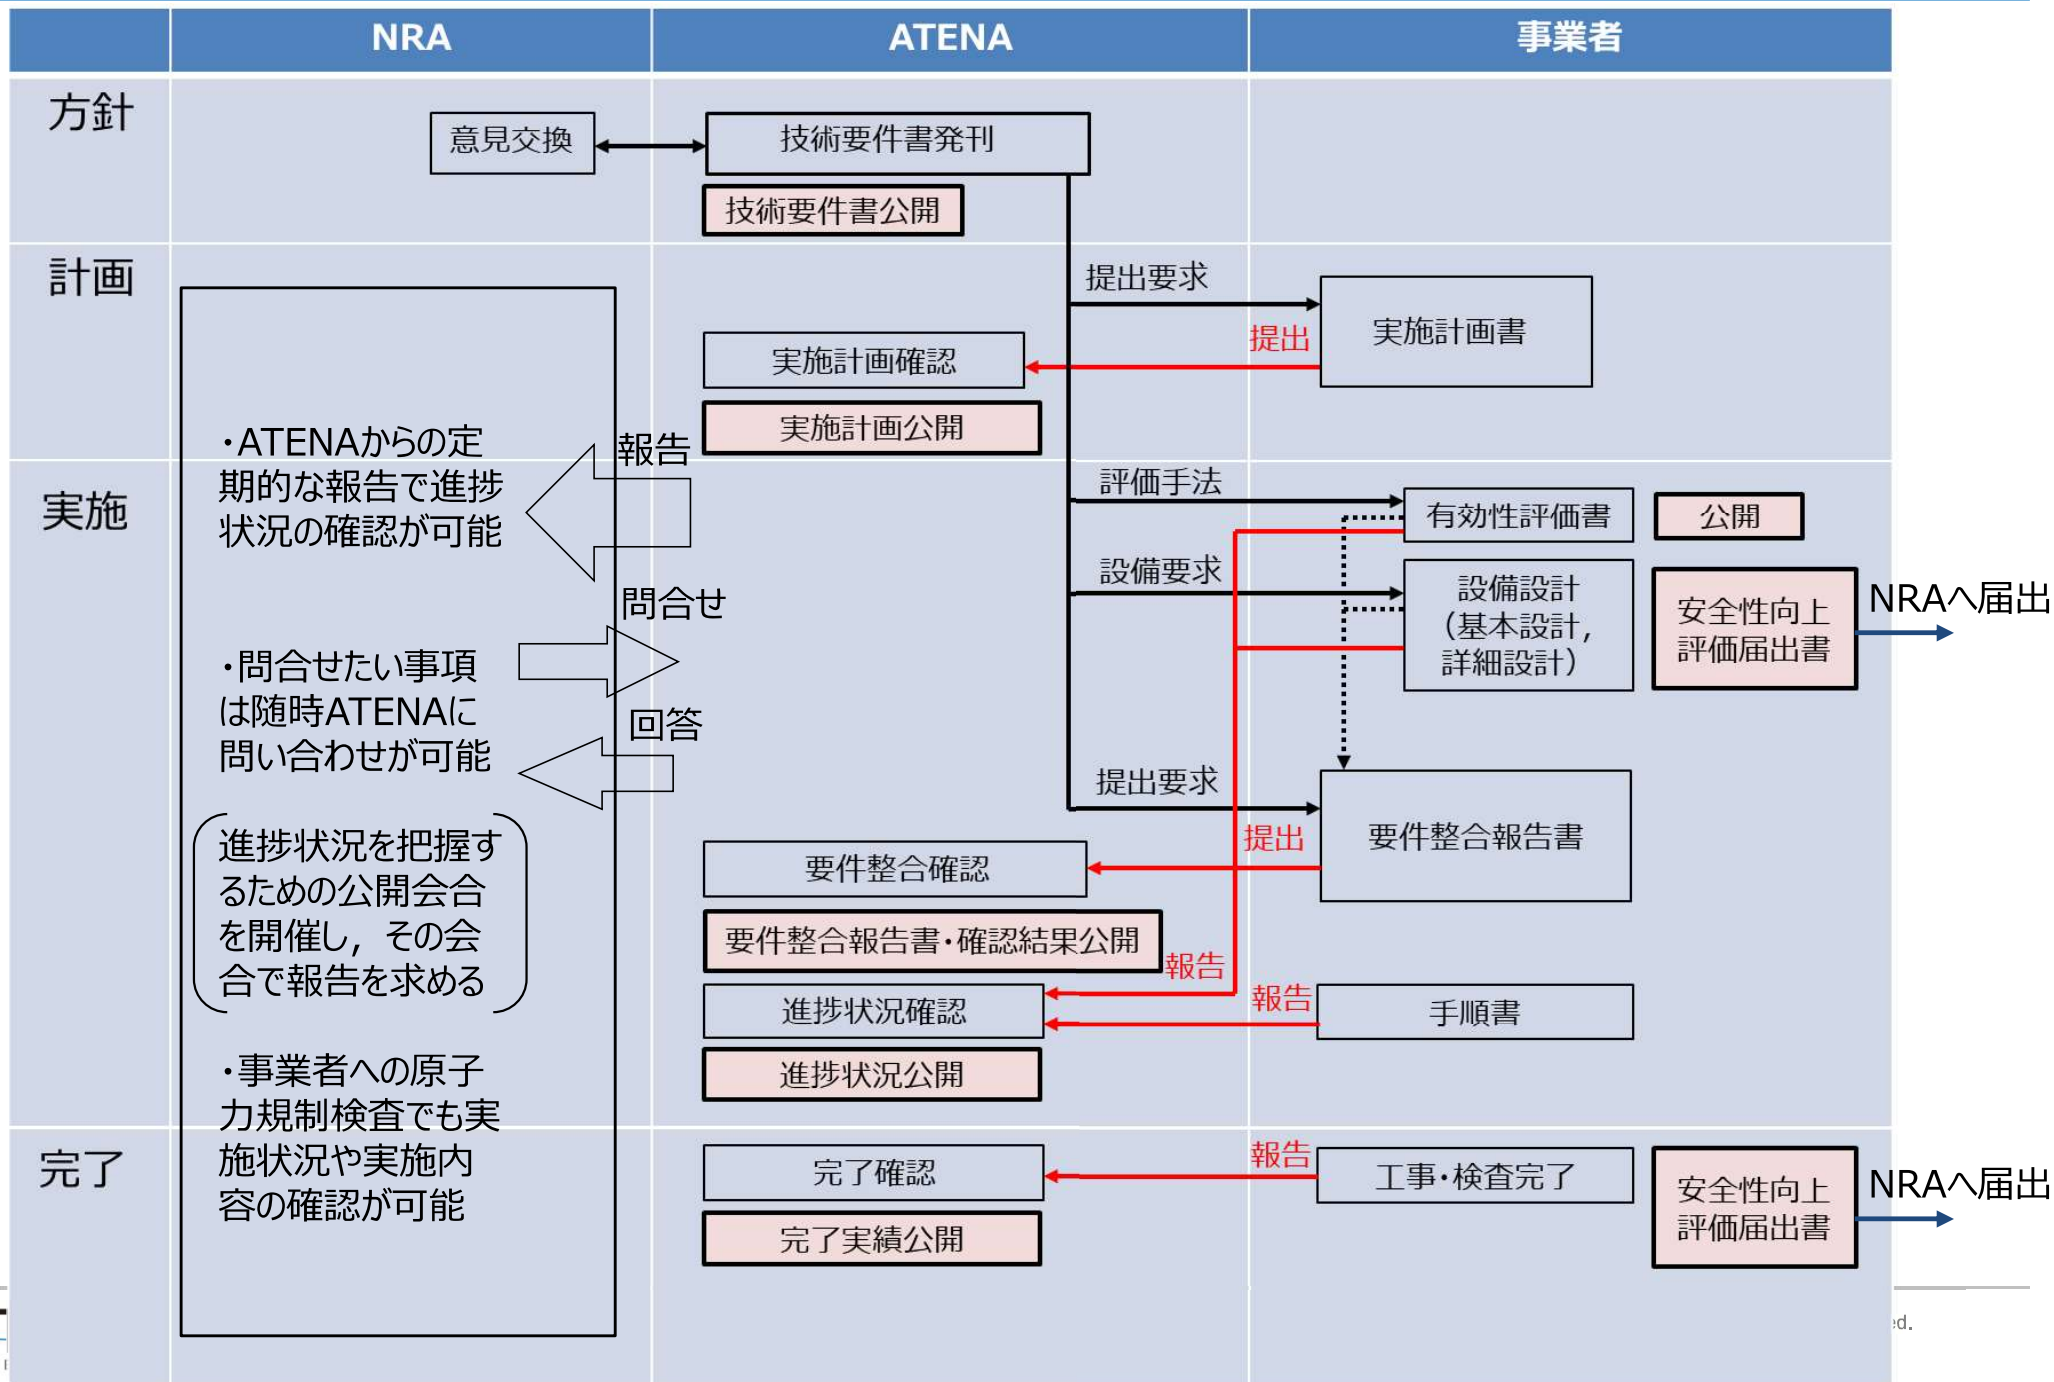 NRA
ATENA
事業者
方針
意見交換
技術要件書発刊
技術要件書公開
計画
提出要求
実施計画書
提出
実施計画確認
実施計画公開
・ATENAからの定
期的な報告で進捗
状況の確認が可能
報告
実施
評価手法
有効性評価書
公開
設備要求
設備設計
（基本設計，
詳細設計）
安全性向上
評価届出書
NRAへ届出
問合せ
・問合せたい事項
は随時ATENAに
問い合わせが可能
回答
提出要求
要件整合報告書
提出
要件整合確認
要件整合報告書・確認結果公開
進捗状況を把握す
るための公開会合
を開催し，その会
合で報告を求める
報告
進捗状況確認
報告
手順書
進捗状況公開
・事業者への原子
力規制検査でも実
施状況や実施内
容の確認が可能
完了
完了確認
報告
工事・検査完了
安全性向上
評価届出書
NRAへ届出
完了実績公開
ed.